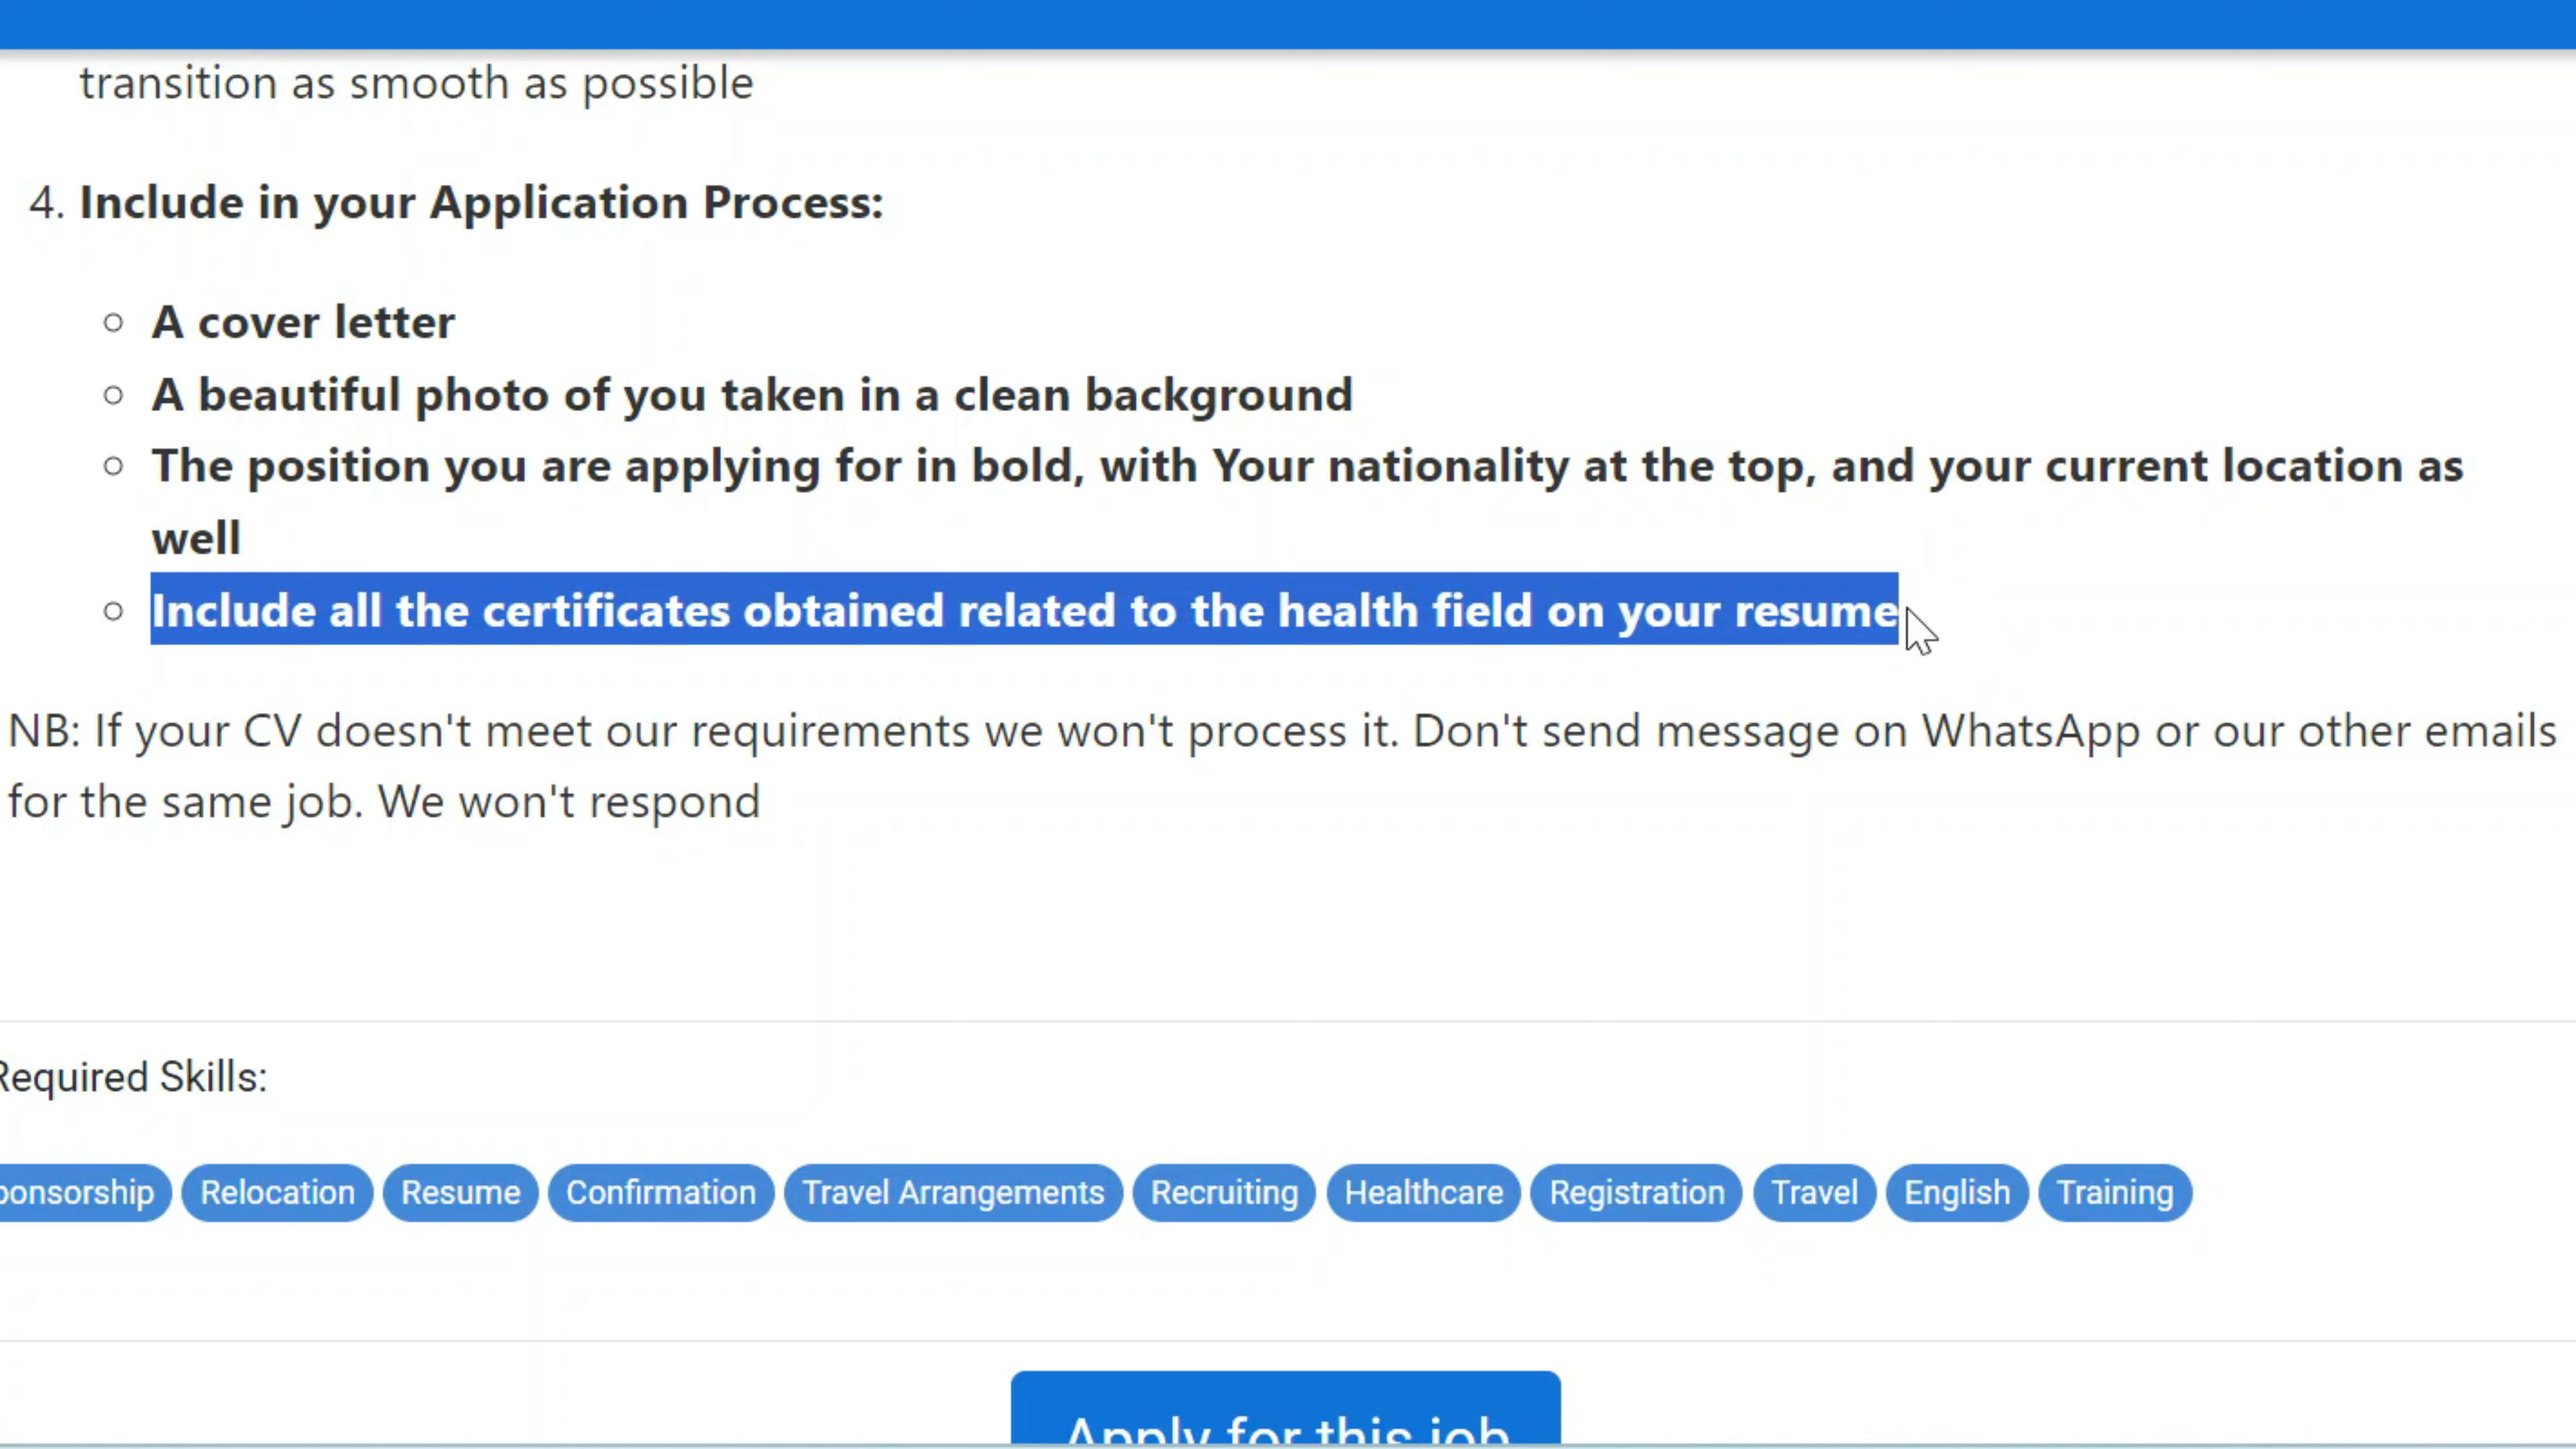 transition as smooth as possible
4. Include in your Application Process:
A cover letter
A beautiful photo of you taken in a clean background
The position you are applying for in bold, with Your nationality at the top, and your current location as
well
Include all the certificates obtained related to the health field on your resume
NB: If your CV doesn't meet our requirements we won't process it. Don't send message on WhatsApp or our other emails
for the same job. We won't respond
Required Skills:
ponsorship Relocation Resume Confirmation Travel Arrangements Recruiting Healthcare Registration Travel English Training
Apply for this job